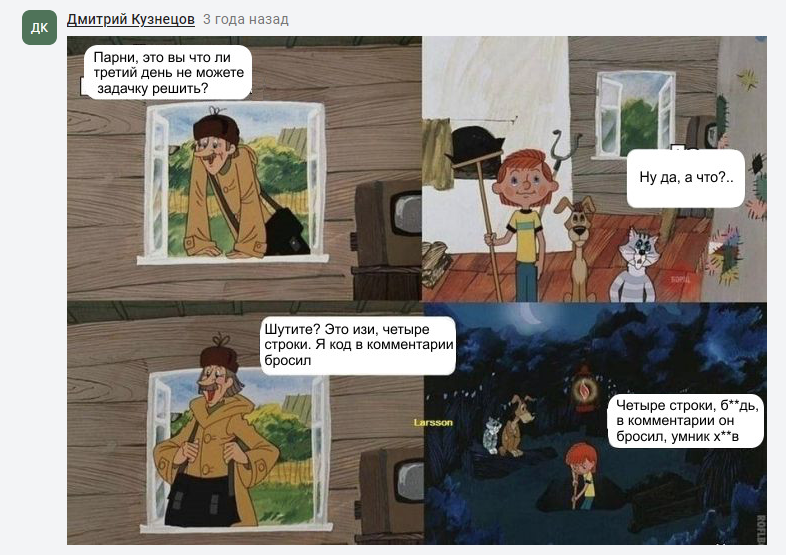 ДК
Дмитрий Кузнецов 3 года назад
Парни, это вы что ли
третий день не можете
задачку решить?
Ну да, а что?..
Шутите? Это изи, четыре
строки. Я код в комментарии
бросил
Larsson
Четыре строки, б**дь,
в комментарии он
бросил, умник х**в